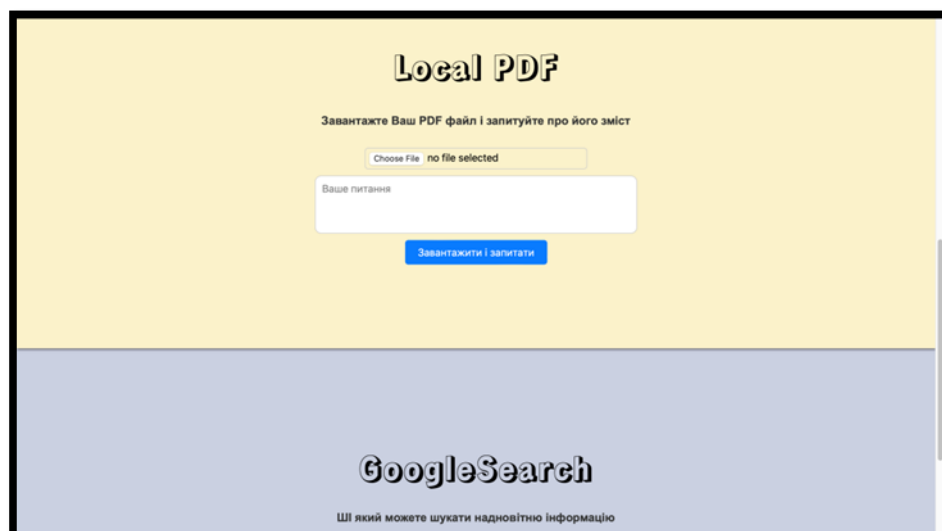 Local PDF
Завантажте Ваш PDF файл і запитуйте про його зміст
Choose File no file selected
Ваше питання
Завантажити і запитати
GoogleSearch
ШІ який можете шукати надновітню інформацію